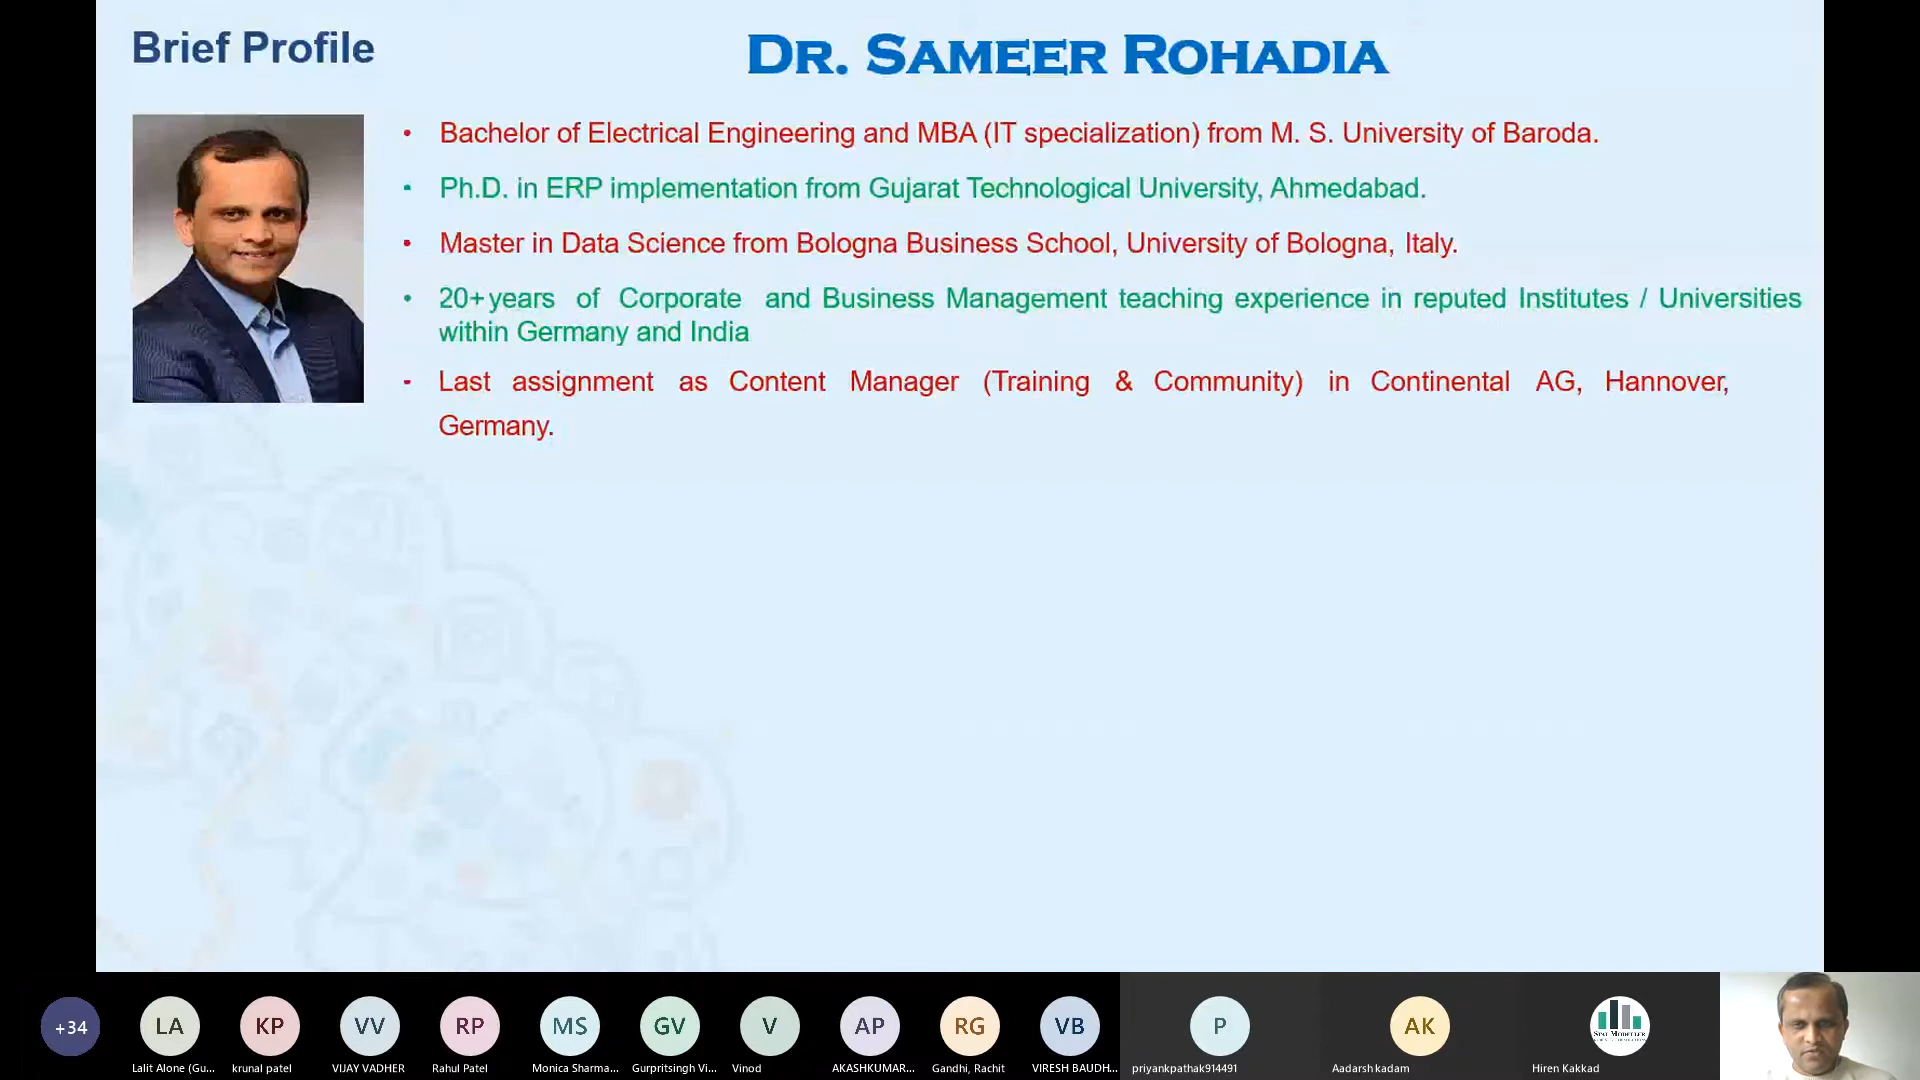 Brief Profile
DR. SAMEER ROHADIA
• Bachelor of Electrical Engineering and MBA (IT specialization) from M. S. University of Baroda.
• Ph.D. in ERP implementation from Gujarat Technological University, Ahmedabad.
• Master in Data Science from Bologna Business School, University of Bologna, Italy.
• 20+years of Corporate and Business Management teaching experience in reputed Institutes / Universities
within Germany and India
• Last assignment as Content Manager (Training & Community) in Continental AG, Hannover,
Germany.
+34 LA KP VV RP MS GV V AP RG VB P AK
STAT MODELLER
Lalit Alone (Gu... krunal patel VIJAY VADHER Rahul Patel Monica Sharma... Gurpritsingh Vi... Vinod AKASHKUMAR... Gandhi, Rachit VIRESH BAUDH... priyankpathak914491 Aadarsh kadam Hiren Kakkad